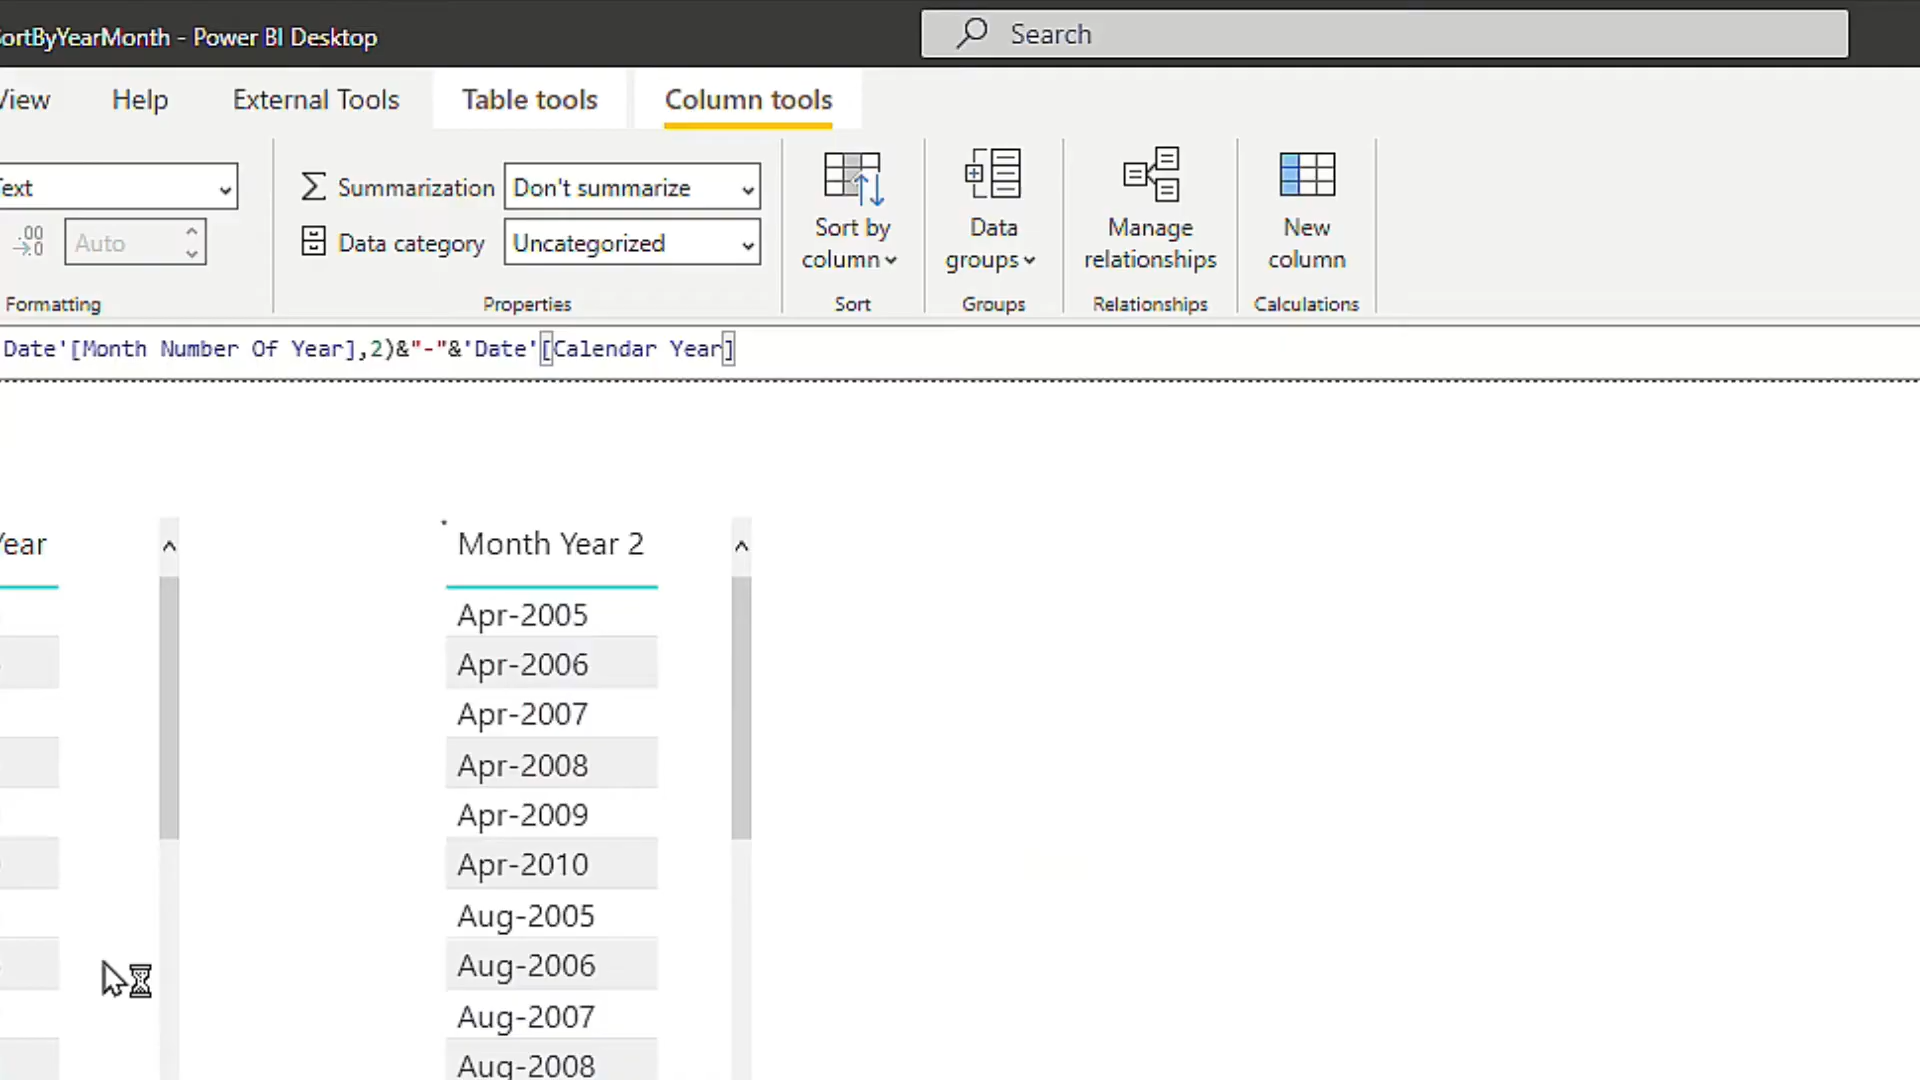 ortByYearMonth - Power BI Desktop
Search
View
Help
External Tools
Table tools
Column tools
Text
Summarization
Don't summarize
Auto
Data category
Uncategorized
Sort by
column
Data
groups
Manage
relationships
New
column
Formatting
Properties
Sort
Groups
Relationships
Calculations
Date'[Month Number Of Year],2)&"-"&'Date'[Calendar Year]
Year
Month Year 2
Apr-2005
Apr-2006
Apr-2007
Apr-2008
Apr-2009
Apr-2010
Aug-2005
Aug-2006
Aug-2007
Aug-2008